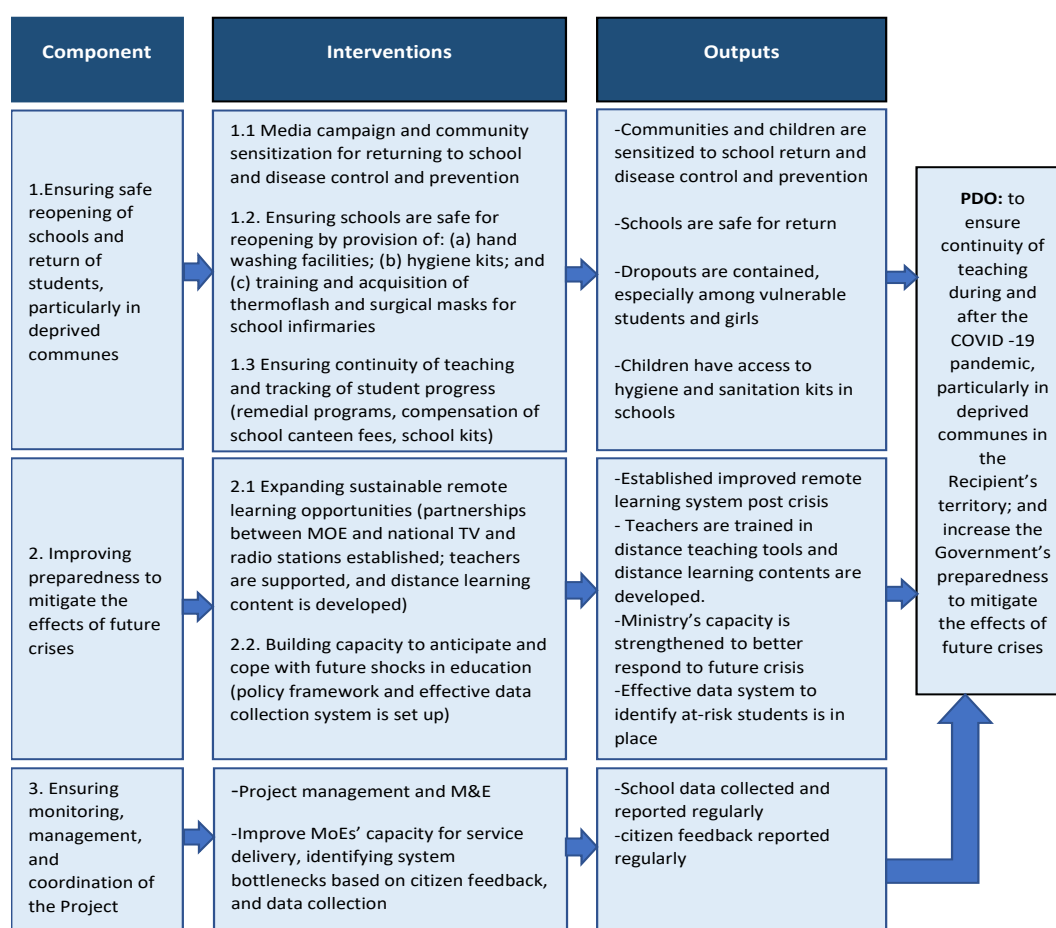 Component
Interventions
Outputs
1.Ensuring safe
reopening of
schools and
return of
students,
particularly in
deprived
communes
1.1 Media campaign and community
sensitization for returning to school
and disease control and prevention
1.2. Ensuring schools are safe for
reopening by provision of: (a) hand
washing facilities; (b) hygiene kits; and
(c) training and acquisition of
thermoflash and surgical masks for
school infirmaries
1.3 Ensuring continuity of teaching
and tracking of student progress
(remedial programs, compensation of
school canteen fees, school kits)
-Communities and children are
sensitized to school return and
disease control and prevention
-Schools are safe for return
-Dropouts are contained,
especially among vulnerable
students and girls
-Children have access to
hygiene and sanitation kits in
schools
2. Improving
preparedness to
mitigate the
effects of future
crises
2.1 Expanding sustainable remote
learning opportunities (partnerships
between MOE and national TV and
radio stations established; teachers
are supported, and distance learning
content is developed)
2.2. Building capacity to anticipate and
cope with future shocks in education
(policy framework and effective data
collection system is set up)
-Established improved remote
learning system post crisis
- Teachers are trained in
distance teaching tools and
distance learning contents are
developed.
-Ministry's capacity is
strengthened to better
respond to future crisis
-Effective data system to
identify at-risk students is in
place
3. Ensuring
monitoring,
management,
and
coordination of
the Project
-Project management and M&E
-Improve MoEs' capacity for service
delivery, identifying system
bottlenecks based on citizen feedback,
and data collection
-School data collected and
reported regularly
-citizen feedback reported
regularly
PDO: to
ensure
continuity of
teaching
during and
after the
COVID -19
pandemic,
particularly in
deprived
communes in
the
Recipient's
territory; and
increase the
Government's
preparedness
to mitigate
the effects of
future crises